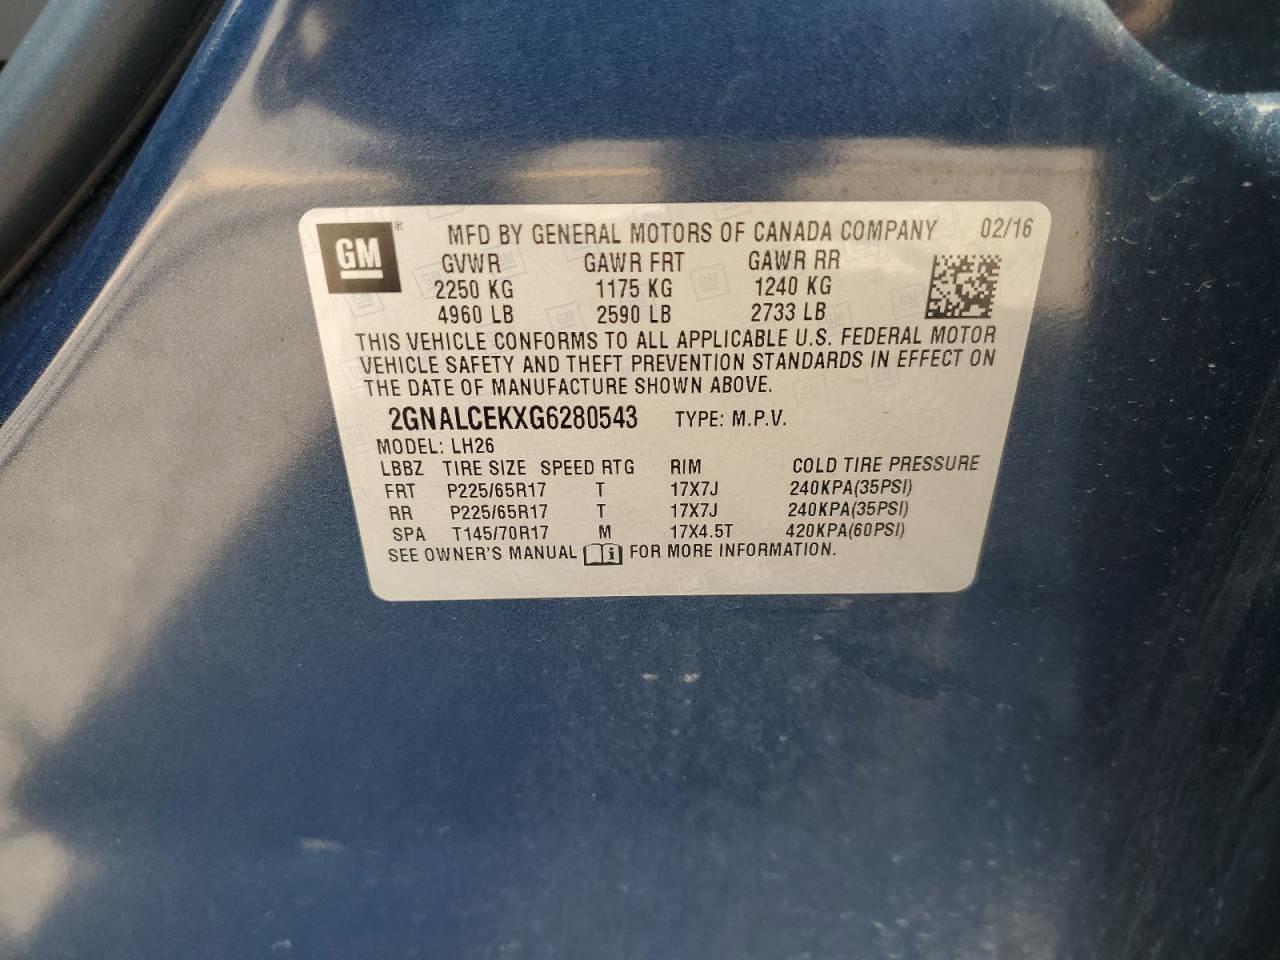 GM ® MFD BY GENERAL MOTORS OF CANADA COMPANY 02/16
GVWR GAWR FRT GAWR RR
2250 KG 1175 KG 1240 KG
4960 LB 2590 LB 2733 LB
THIS VEHICLE CONFORMS TO ALL APPLICABLE U.S. FEDERAL MOTOR
VEHICLE SAFETY AND THEFT PREVENTION STANDARDS IN EFFECT ON
THE DATE OF MANUFACTURE SHOWN ABOVE.
2GNALCEKXG6280543 TYPE: M.P.V.
MODEL: LH26
LBBZ TIRE SIZE SPEED RTG RIM COLD TIRE PRESSURE
FRT P225/65R17 T 17X7J 240KPA(35PSI)
RR P225/65R17 T 17X7J 240KPA(35PSI)
SPA T145/70R17 M 17X4.5T 420KPA(60PSI)
SEE OWNER'S MANUAL i FOR MORE INFORMATION.